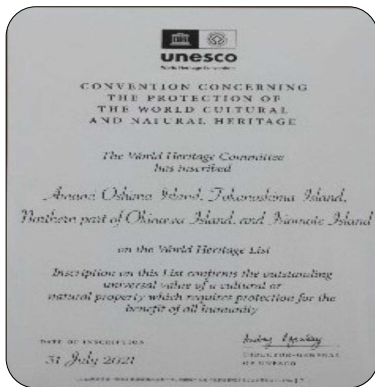 unesco
World Heritage Convention
CONVENTION CONCERNING
THE PROTECTION OF
THE WORLD CULTURAL
AND NATURAL HERITAGE
The World Heritage Committee
has inscribed
Amami Oshima Island, Tokunoshima Island,
Northern part of Okinawa Island, and Iriomote Island
on the World Heritage List
Inscription on this List confirms the outstanding
universal value of a cultural or
natural property which requires protection for the
benefit of all humanity
DATE OF INSCRIPTION
31 July 2021
DIRECTOR-GENERAL
OF UNESCO